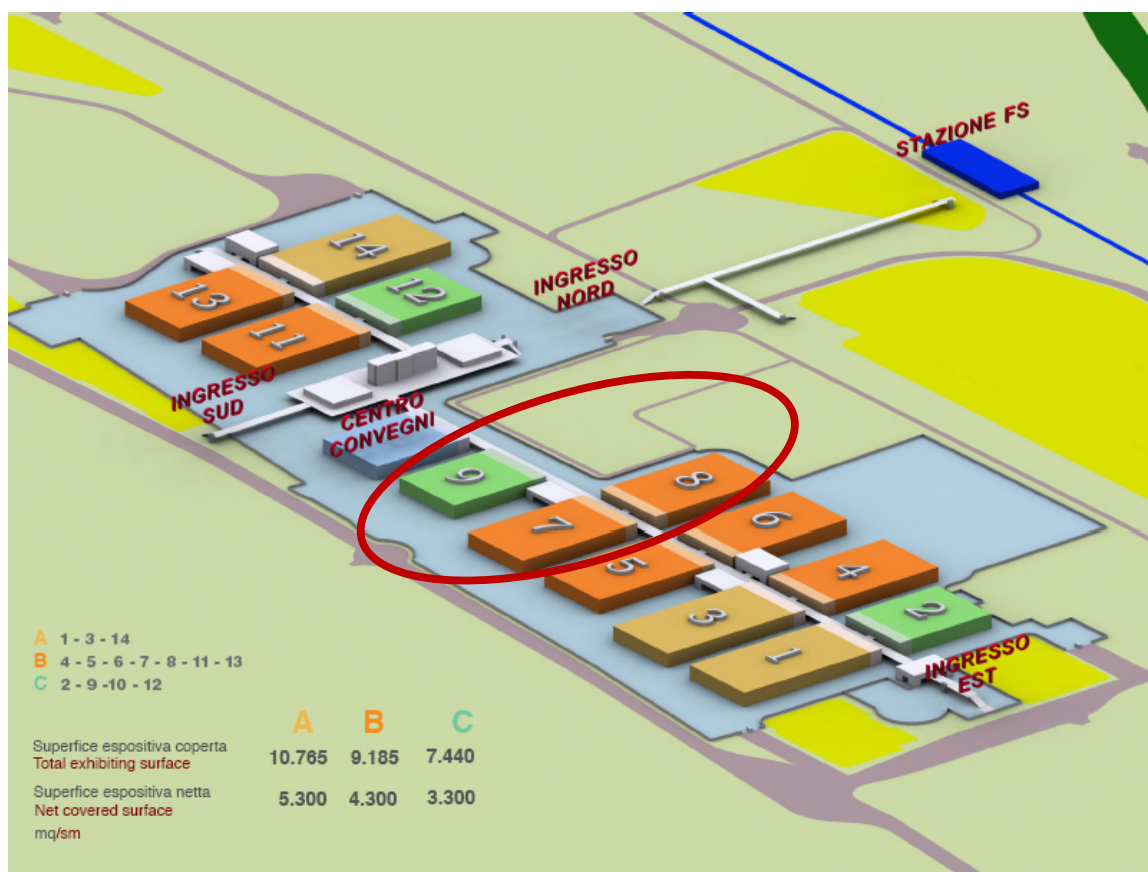 STAZIONE FS
INGRESSO
NORD
14
12
13
11
INGRESSO
SUD
CENTRO
CONVEGNI
9
8
7
6
5
4
3
2
1
INGRESSO
EST
A 1 - 3 - 14
B 4 - 5 - 6 - 7 - 8 - 11 - 13
C 2 - 9 -10 - 12
A B C
Superfice espositiva coperta
Total exhibiting surface
10.765 9.185 7.440
Superfice espositiva netta
Net covered surface
5.300 4.300 3.300
mq/sm